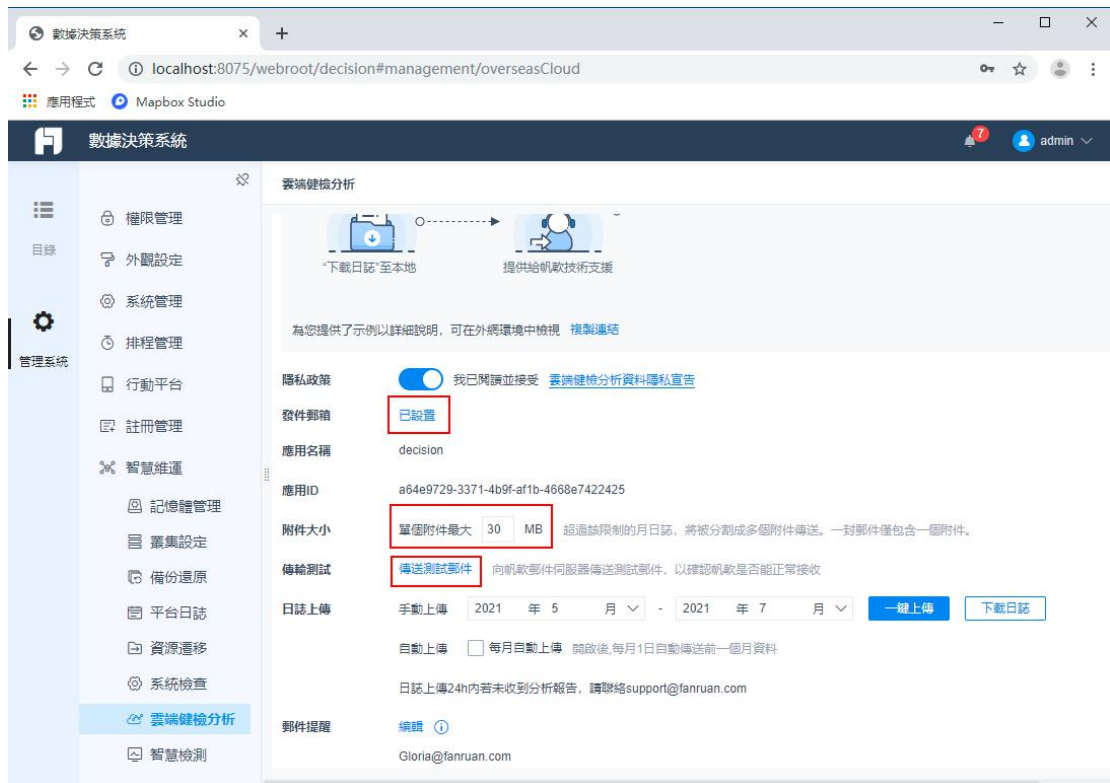 數據決策系統
localhost:8075/webroot/decision#management/overseasCloud
應用程式 Mapbox Studio
數據決策系統 7 admin
目錄
管理系統
權限管理
外觀設定
系統管理
排程管理
行動平台
註冊管理
智慧維運
記憶體管理
叢集設定
備份還原
平台日誌
資源遷移
系統檢查
雲端健檢分析
智慧檢測
雲端健檢分析
"下載日誌"至本地 提供給帆軟技術支援
為您提供了示例以詳細說明，可在外網環境中檢視 複製連結
隱私政策 我已閱讀並接受 雲端健檢分析資料隱私宣告
發件郵箱 已設置
應用名稱 decision
應用ID a64e9729-3371-4b9f-af1b-4668e7422425
附件大小 單個附件最大 30 MB 超過該限制的月日誌，將被分割成多個附件傳送。一封郵件僅包含一個附件。
傳輸測試 傳送測試郵件 向帆軟郵件伺服器傳送測試郵件，以確認帆軟是否能正常接收
日誌上傳 手動上傳 2021 年 5 月 - 2021 年 7 月 一鍵上傳 下載日誌
自動上傳 每月自動上傳 開啟後,每月1日自動傳送前一個月資料
日誌上傳24h内若未收到分析報告，請聯絡support@fanruan.com
郵件提醒 編輯
Gloria@fanruan.com